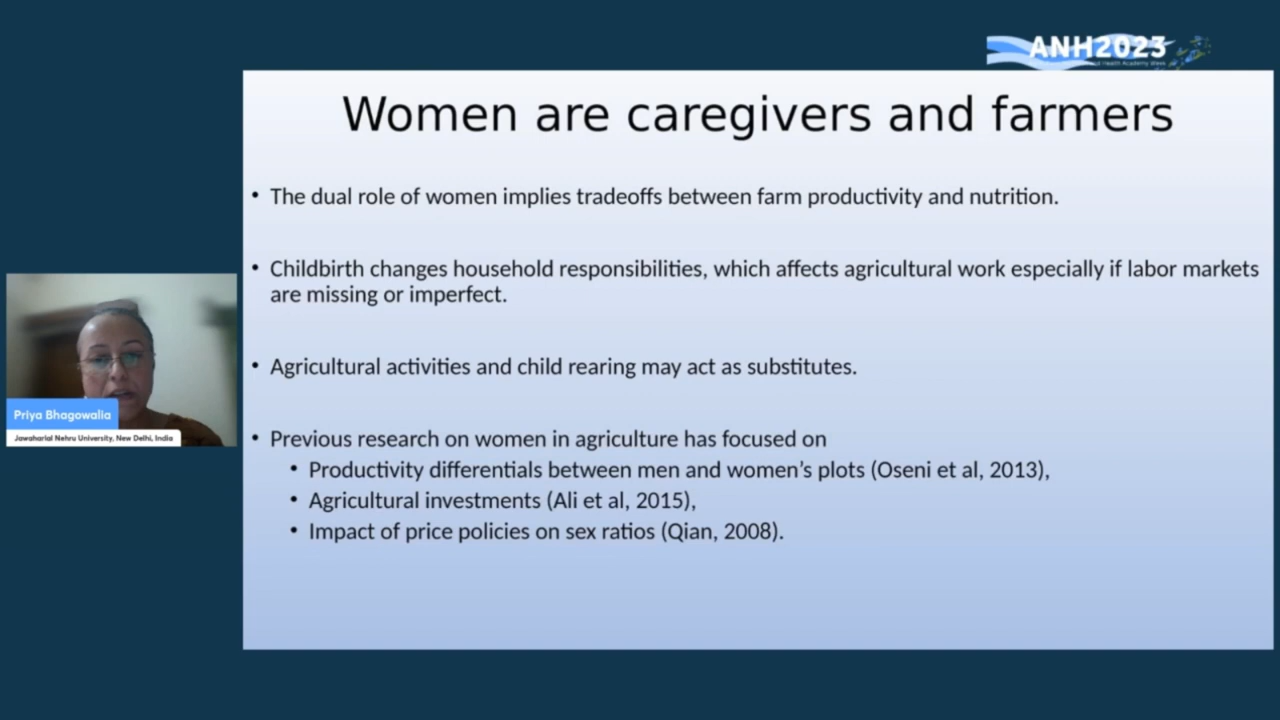 ANH2023
Health Academy Week
Women are caregivers and farmers
• The dual role of women implies tradeoffs between farm productivity and nutrition.
• Childbirth changes household responsibilities, which affects agricultural work especially if labor markets
are missing or imperfect.
• Agricultural activities and child rearing may act as substitutes.
• Previous research on women in agriculture has focused on
• Productivity differentials between men and women’s plots (Oseni et al, 2013),
• Agricultural investments (Ali et al, 2015),
• Impact of price policies on sex ratios (Qian, 2008).
Priya Bhagowalia
Jawaharlal Nehru University, New Delhi, India